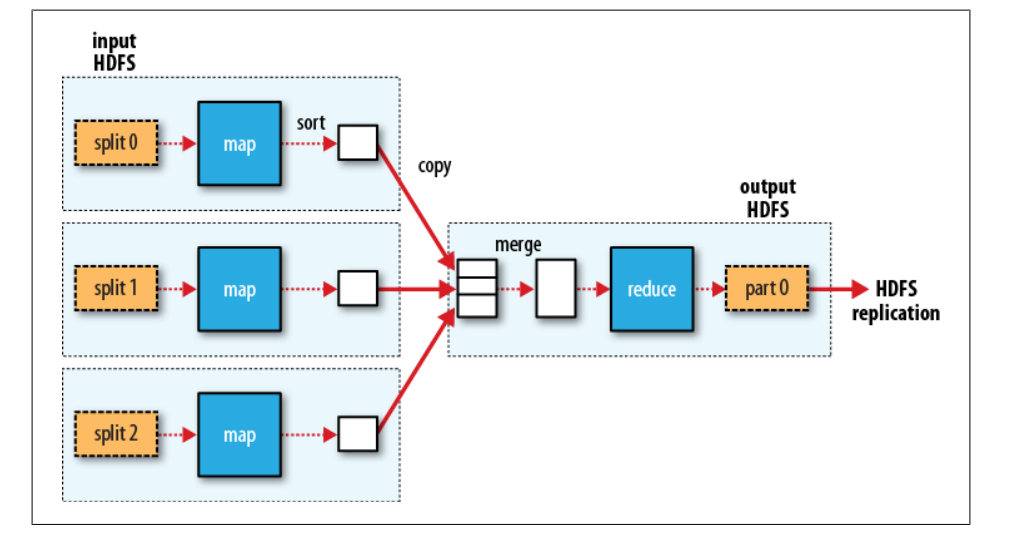 input
HDFS
split 0
map
sort
copy
split 1
map
merge
output
HDFS
reduce
part 0
HDFS
replication
split 2
map